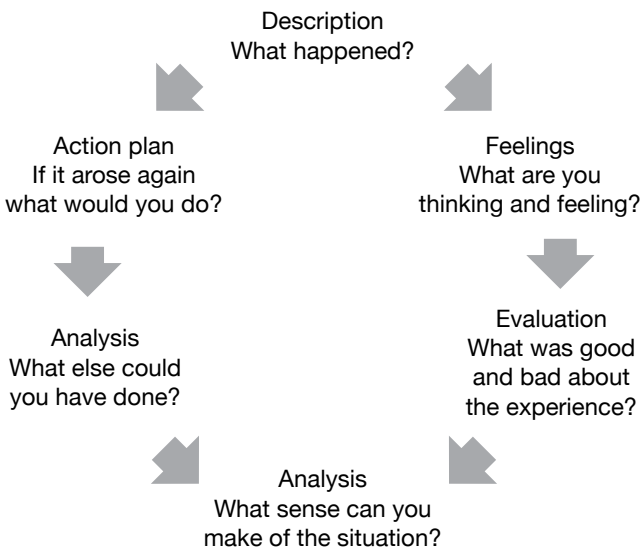 Description
What happened?
Action plan
If it arose again
what would you do?
Feelings
What are you
thinking and feeling?
Analysis
What else could
you have done?
Evaluation
What was good
and bad about
the experience?
Analysis
What sense can you
make of the situation?